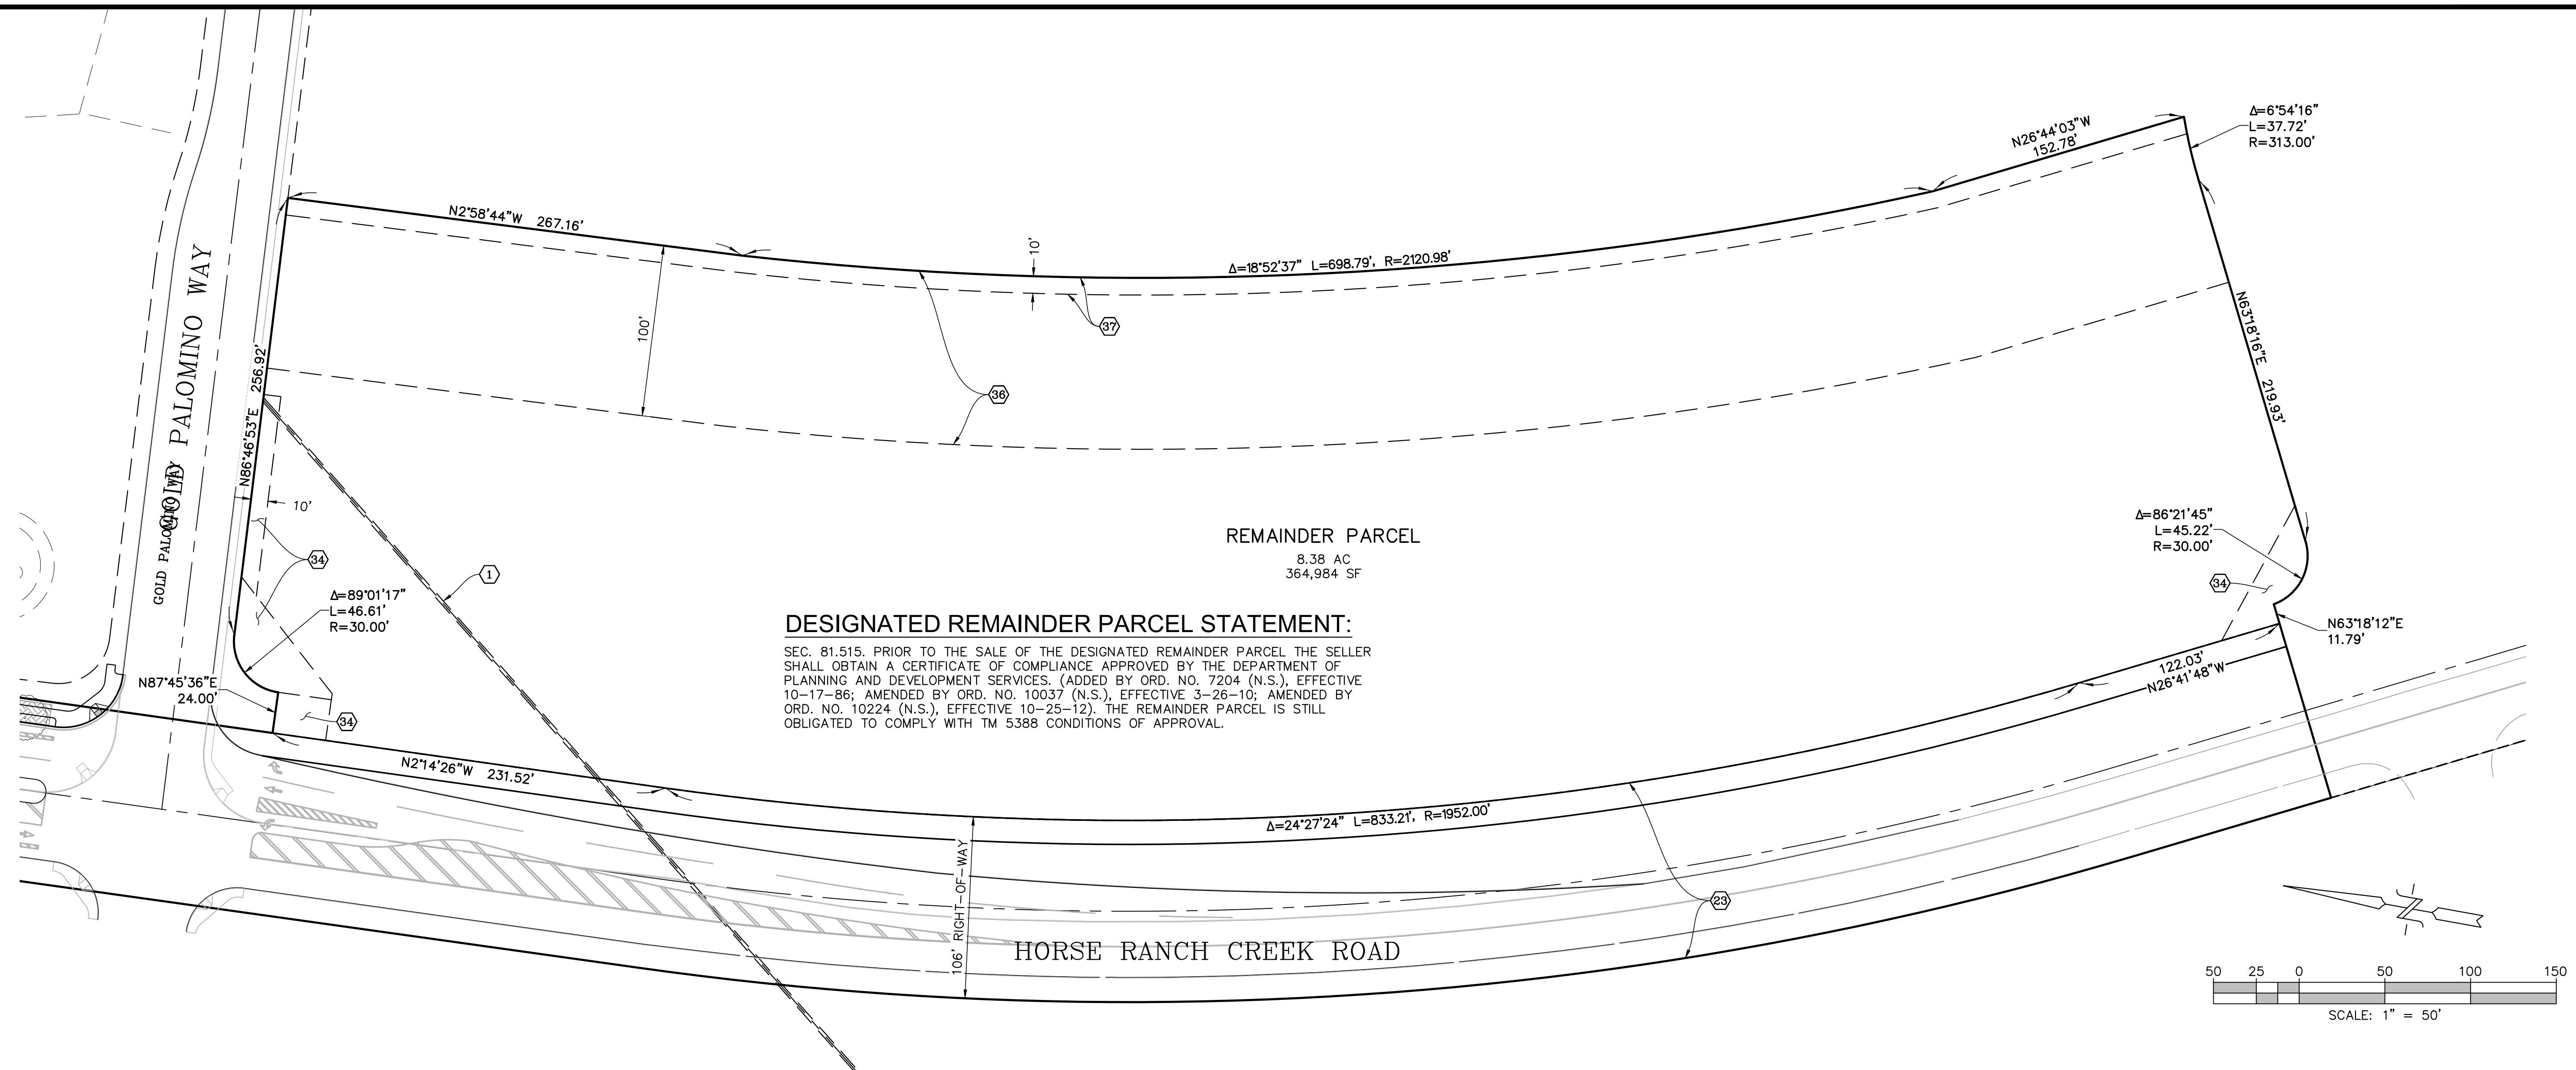 Δ=6°54'16"
L=37.72'
R=313.00'
N26°44'03"W
152.78'
N2°58'44"W 267.16'
10'
Δ=18°52'37" L=698.79', R=2120.98'
37
100'
36
N63°18'16"E 219.93'
GOLD PALOMINO WAY
GOLD PALOMINO WAY
N86°46'53"E 256.92'
10'
34
1
REMAINDER PARCEL
8.38 AC
364,984 SF
Δ=86°21'45"
L=45.22'
R=30.00'
34
Δ=89°01'17"
L=46.61'
R=30.00'
DESIGNATED REMAINDER PARCEL STATEMENT:
SEC. 81.515. PRIOR TO THE SALE OF THE DESIGNATED REMAINDER PARCEL THE SELLER
SHALL OBTAIN A CERTIFICATE OF COMPLIANCE APPROVED BY THE DEPARTMENT OF
PLANNING AND DEVELOPMENT SERVICES. (ADDED BY ORD. NO. 7204 (N.S.), EFFECTIVE
10-17-86; AMENDED BY ORD. NO. 10037 (N.S.), EFFECTIVE 3-26-10; AMENDED BY
ORD. NO. 10224 (N.S.), EFFECTIVE 10-25-12). THE REMAINDER PARCEL IS STILL
OBLIGATED TO COMPLY WITH TM 5388 CONDITIONS OF APPROVAL.
N63°18'12"E
11.79'
N87°45'36"E
24.00'
34
122.03'
N26°41'48"W
N2°14'26"W 231.52'
Δ=24°27'24" L=833.21', R=1952.00'
106' RIGHT-OF-WAY
23
HORSE RANCH CREEK ROAD
50 25 0 50 100 150
SCALE: 1" = 50'